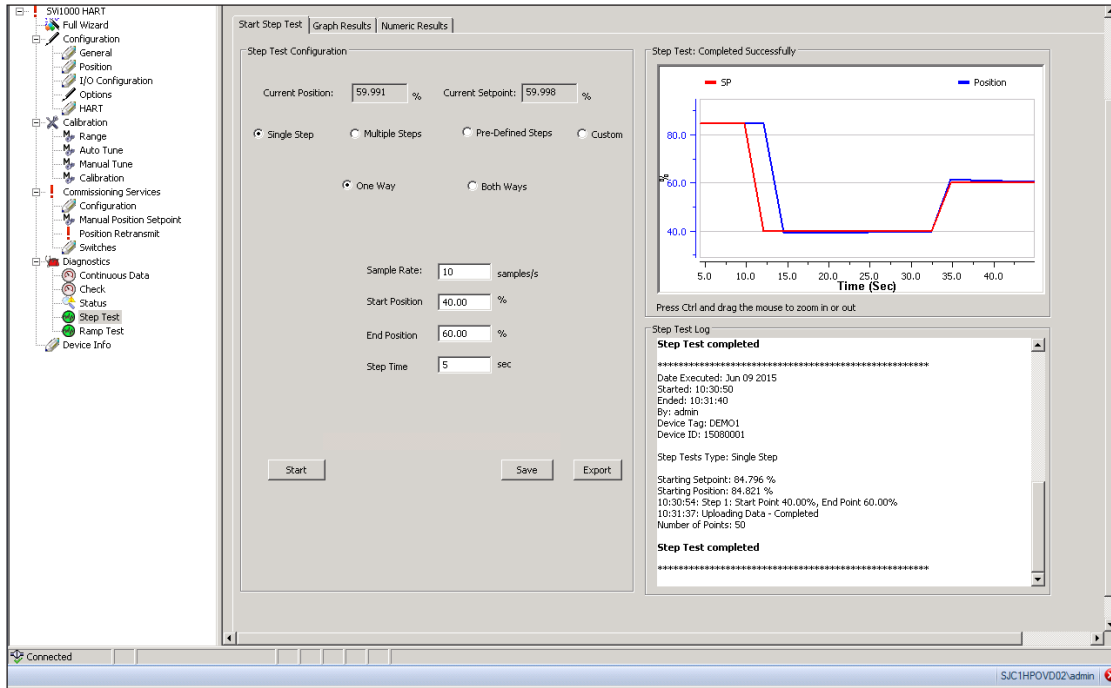 SVi1000 HART
Full Wizard
Configuration
General
Position
I/O Configuration
Options
HART
Calibration
Range
Auto Tune
Manual Tune
Calibration
Commissioning Services
Configuration
Manual Position Setpoint
Position Retransmit
Switches
Diagnostics
Continuous Data
Check
Status
Step Test
Ramp Test
Device Info
Start Step Test Graph Results Numeric Results
Step Test Configuration
Current Position: 59.991 % Current Setpoint: 59.998 %
Single Step Multiple Steps Pre-Defined Steps Custom
One Way Both Ways
Sample Rate: 10 samples/s
Start Position 40.00 %
End Position 60.00 %
Step Time 5 sec
Start Save Export
Step Test: Completed Successfully
SP Position
80.0
%
60.0
40.0
5.0 10.0 15.0 20.0 25.0 30.0 35.0 40.0
Time (Sec)
Press Ctrl and drag the mouse to zoom in or out
Step Test Log
Step Test completed
******************************************************
Date Executed: Jun 09 2015
Started: 10:30:50
Ended: 10:31:40
By: admin
Device Tag: DEMO1
Device ID: 15080001
Step Tests Type: Single Step
Starting Setpoint: 84.796 %
Starting Position: 84.821 %
10:30:54: Step 1: Start Point 40.00%, End Point 60.00%
10:31:37: Uploading Data - Completed
Number of Points: 50
Step Test completed
******************************************************
Connected
SJC1HPOVD02\admin